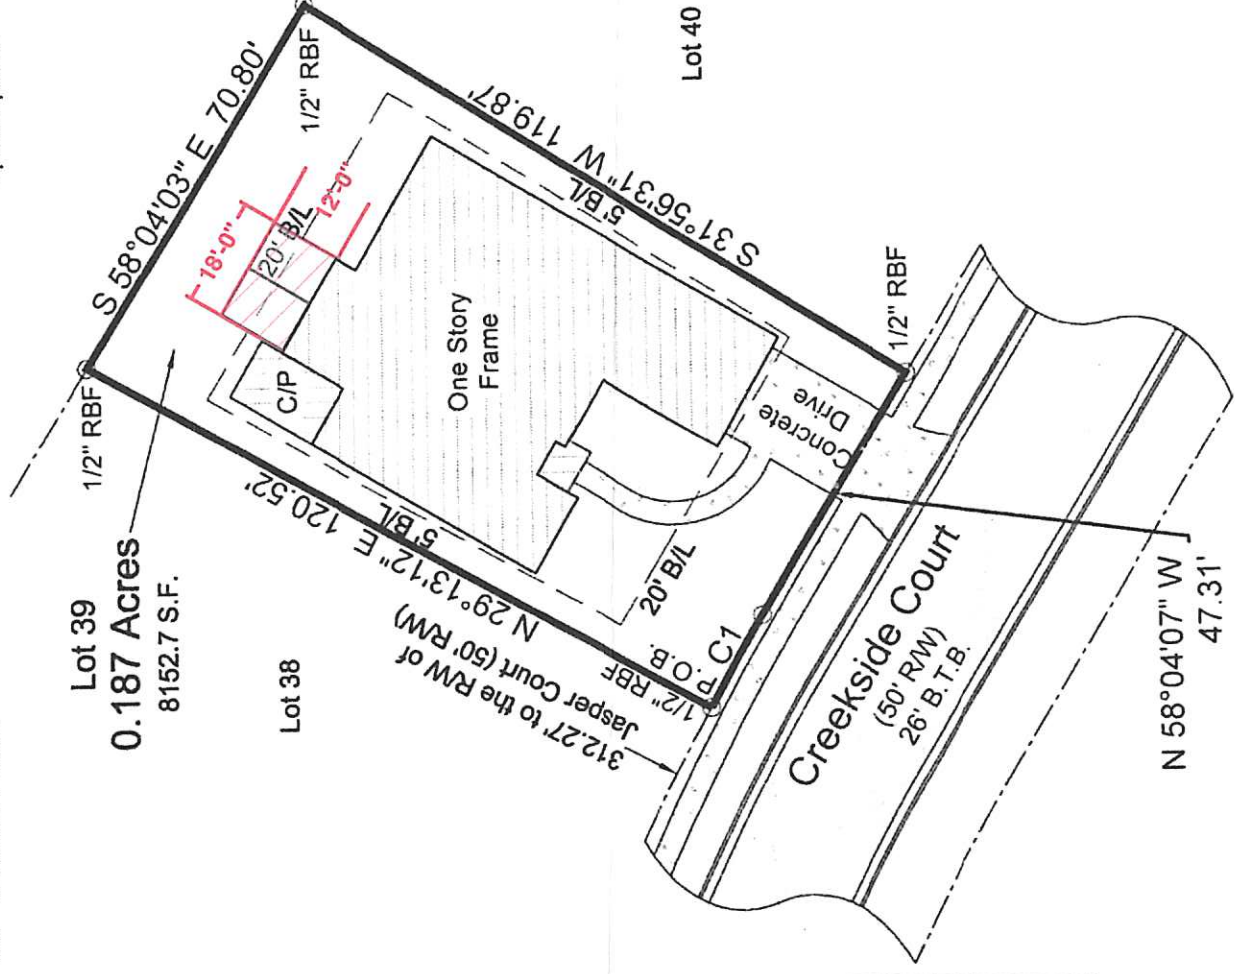 S 58°04'03" E 70.80'
1/2" RBF
1/2" RBF
Lot 40
18'-0"
20' B/L
12'-0"
C/P
One Story
Frame
S 31°56'31" W 119.87'
5' B/L
N 29°13'12" E 120.52'
5' B/L
Lot 39
0.187 Acres
8152.7 S.F.
Lot 38
312.27' to the R/W of
Jasper Court (50' R/W)
1/2" RBF
P.O.B.
C1
20' B/L
Concrete
Drive
1/2" RBF
Creekside Court
(50' R/W)
26' B.T.B.
N 58°04'07" W
47.31'